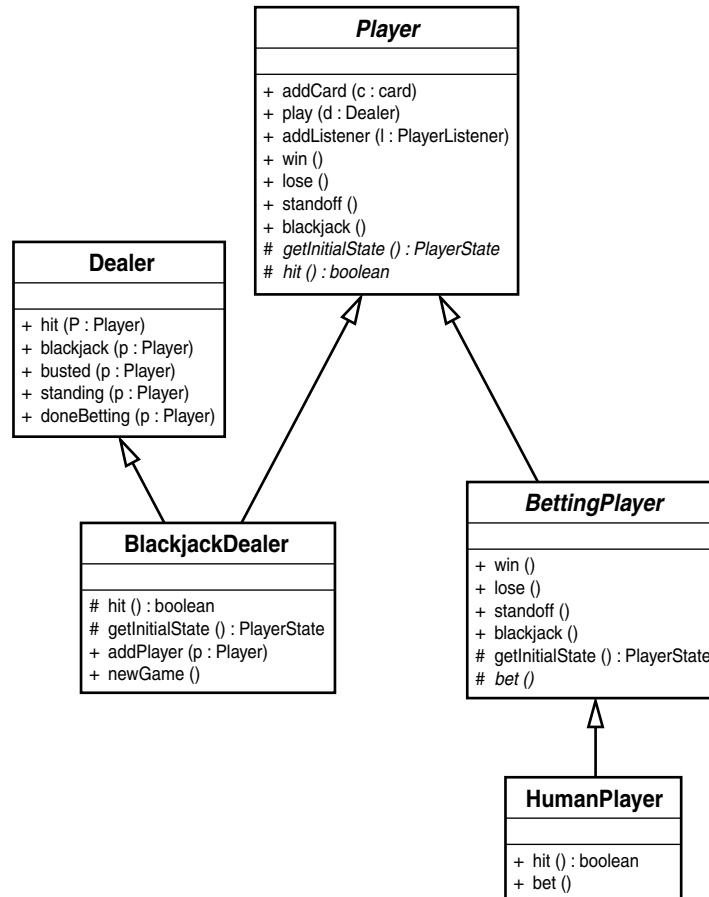 Player
+ addCard (c : card)
+ play (d : Dealer)
+ addListener (l : PlayerListener)
+ win ()
+ lose ()
+ standoff ()
+ blackjack ()
# getInitialState () : PlayerState
# hit () : boolean
Dealer
+ hit (P : Player)
+ blackjack (p : Player)
+ busted (p : Player)
+ standing (p : Player)
+ doneBetting (p : Player)
BlackjackDealer
# hit () : boolean
# getInitialState () : PlayerState
+ addPlayer (p : Player)
+ newGame ()
BettingPlayer
+ win ()
+ lose ()
+ standoff ()
+ blackjack ()
# getInitialState () : PlayerState
# bet ()
HumanPlayer
+ hit () : boolean
+ bet ()